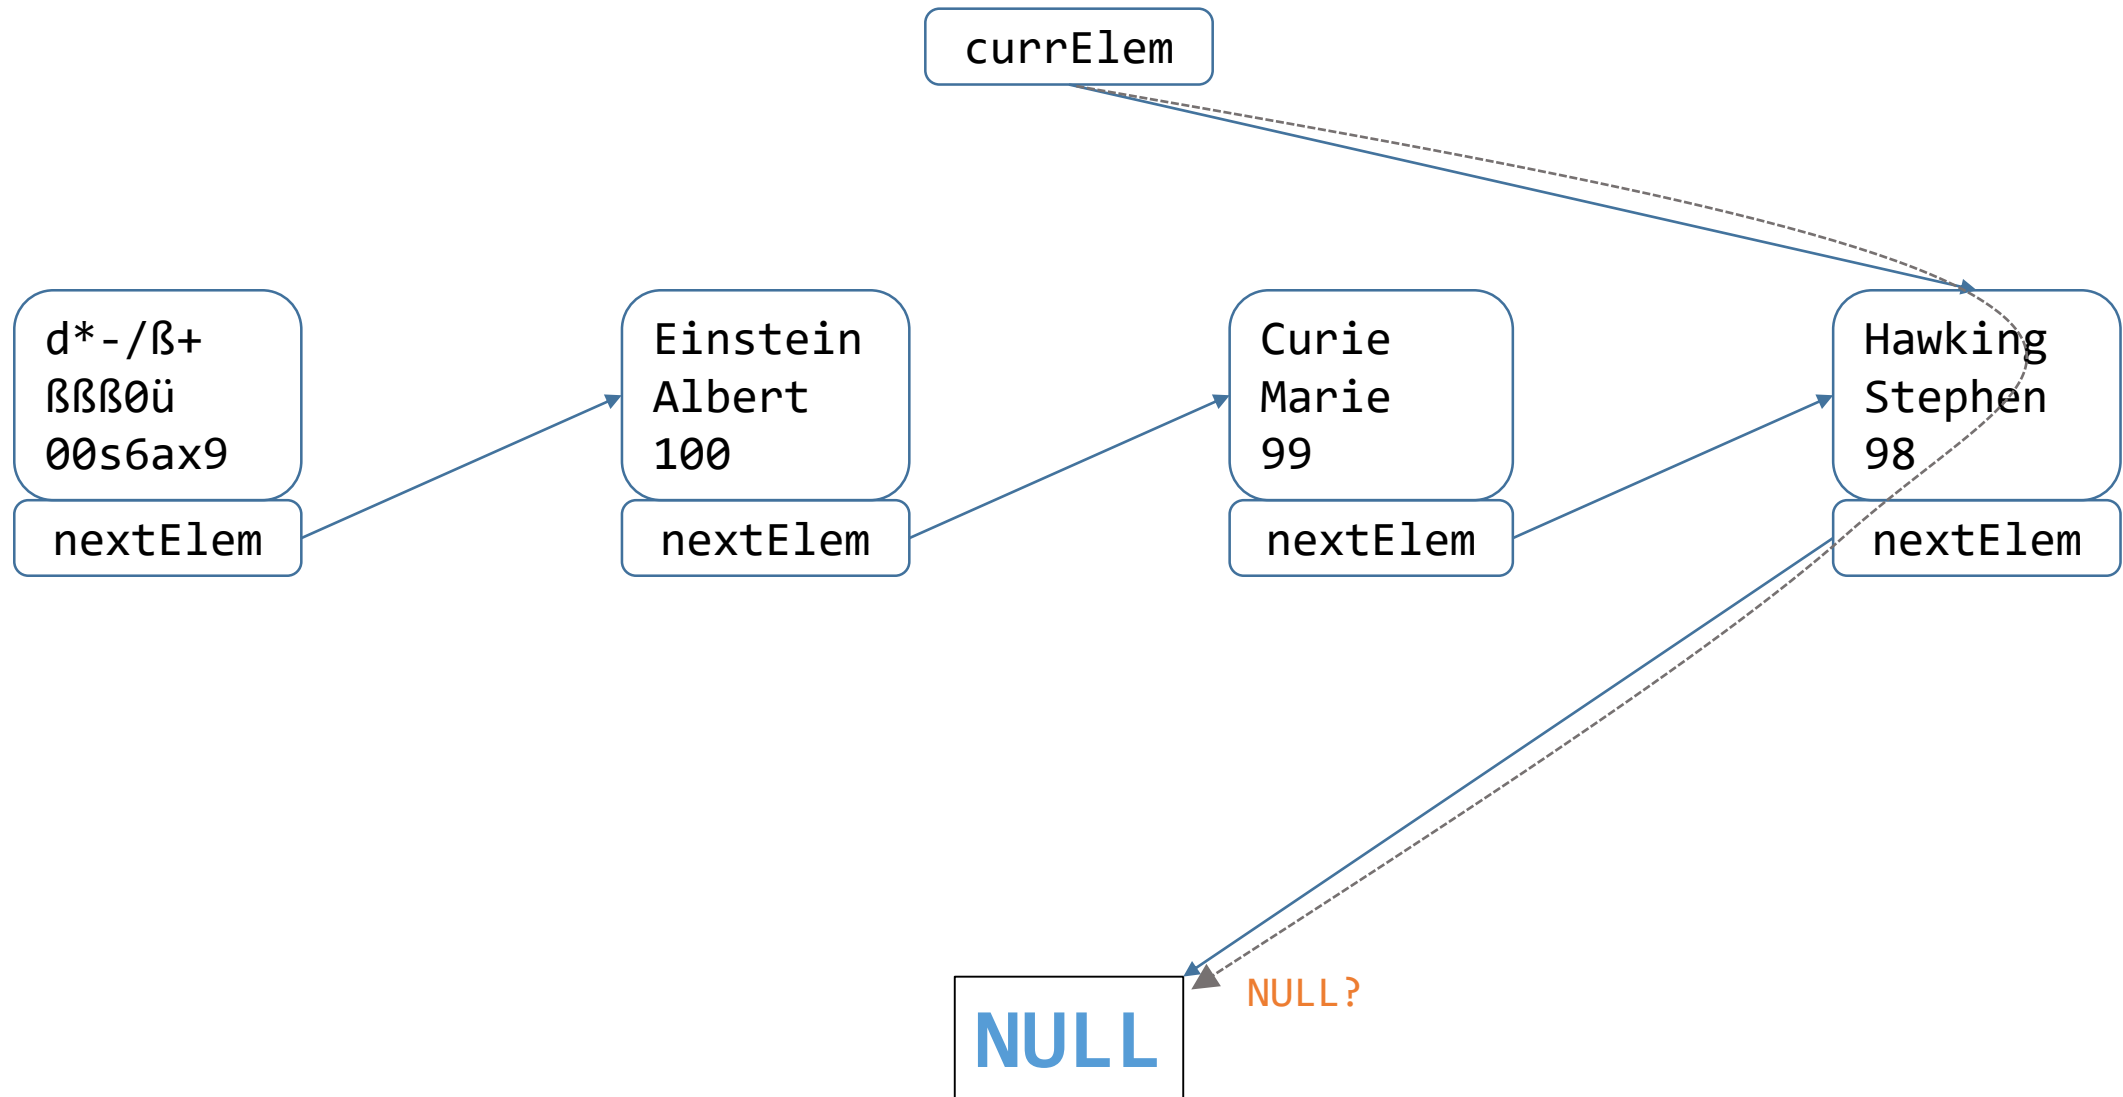 currElem
d*-/ß+
ßßß0ü
00s6ax9
nextElem
Einstein
Albert
100
nextElem
Curie
Marie
99
nextElem
Hawking
Stephen
98
nextElem
NULL
NULL?